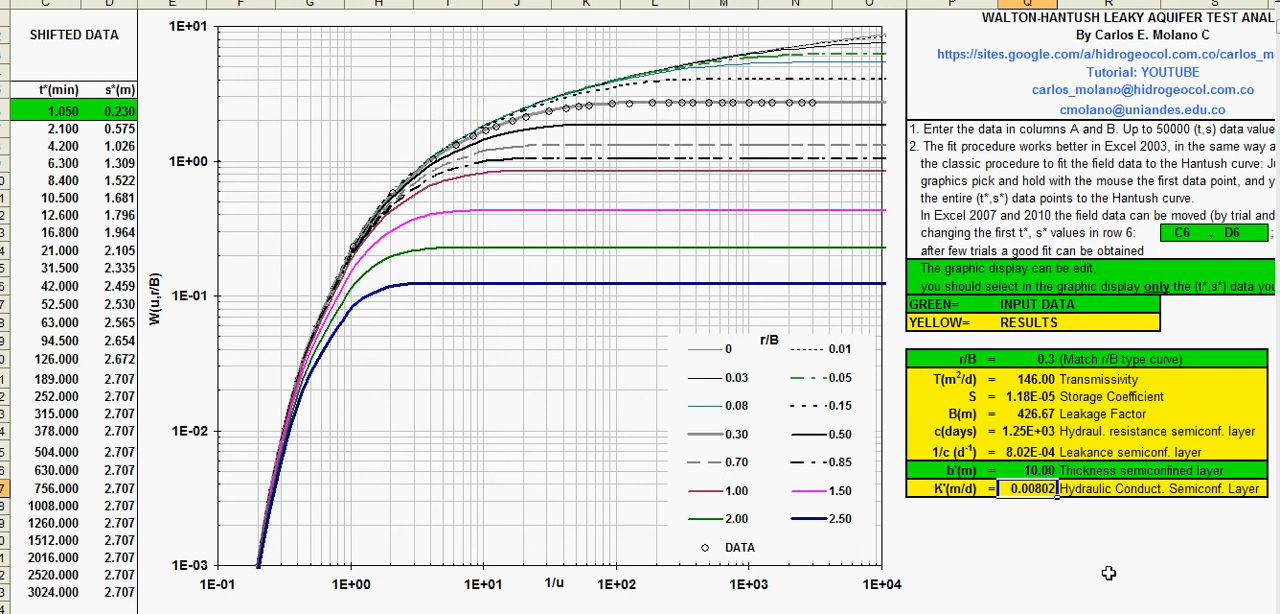 C D E F G H I J K L M N O P Q R S
SHIFTED DATA
t*(min) s*(m)
1.050 0.230
2.100 0.575
4.200 1.026
6.300 1.309
8.400 1.522
10.500 1.681
12.600 1.796
16.800 1.964
21.000 2.105
31.500 2.335
42.000 2.459
52.500 2.530
63.000 2.565
94.500 2.654
126.000 2.672
189.000 2.707
252.000 2.707
315.000 2.707
378.000 2.707
504.000 2.707
630.000 2.707
756.000 2.707
1008.000 2.707
1260.000 2.707
1512.000 2.707
2016.000 2.707
2520.000 2.707
3024.000 2.707
1E+01
1E+00
1E-01
1E-02
1E-03
W(u,r/B)
1E-01 1E+00 1E+01 1/u 1E+02 1E+03 1E+04
r/B
0 0.01
0.03 0.05
0.08 0.15
0.30 0.50
0.70 0.85
1.00 1.50
2.00 2.50
DATA
WALTON-HANTUSH LEAKY AQUIFER TEST ANAL
By Carlos E. Molano C
https://sites.google.com/a/hidrogeocol.com.co/carlos_m
Tutorial: YOUTUBE
carlos_molano@hidrogeocol.com.co
cmolano@uniandes.edu.co
1. Enter the data in columns A and B. Up to 50000 (t,s) data value
2. The fit procedure works better in Excel 2003, in the same way a
the classic procedure to fit the field data to the Hantush curve: Ju
graphics pick and hold with the mouse the first data point, and y
the entire (t*,s*) data points to the Hantush curve.
In Excel 2007 and 2010 the field data can be moved (by trial and
changing the first t*, s* values in row 6: C6 , D6 ;
after few trials a good fit can be obtained
The graphic display can be edit,
you should select in the graphic display only the (t*,s*) data you
GREEN= INPUT DATA
YELLOW= RESULTS
r/B = 0.3 (Match r/B type curve)
T(m2/d) = 146.00 Transmissivity
S = 1.18E-05 Storage Coefficient
B(m) = 426.67 Leakage Factor
c(days) = 1.25E+03 Hydraul. resistance semiconf. layer
1/c (d-1) = 8.02E-04 Leakance semiconf. layer
b'(m) = 10.00 Thickness semiconfined layer
K'(m/d) = 0.00802 Hydraulic Conduct. Semiconf. Layer